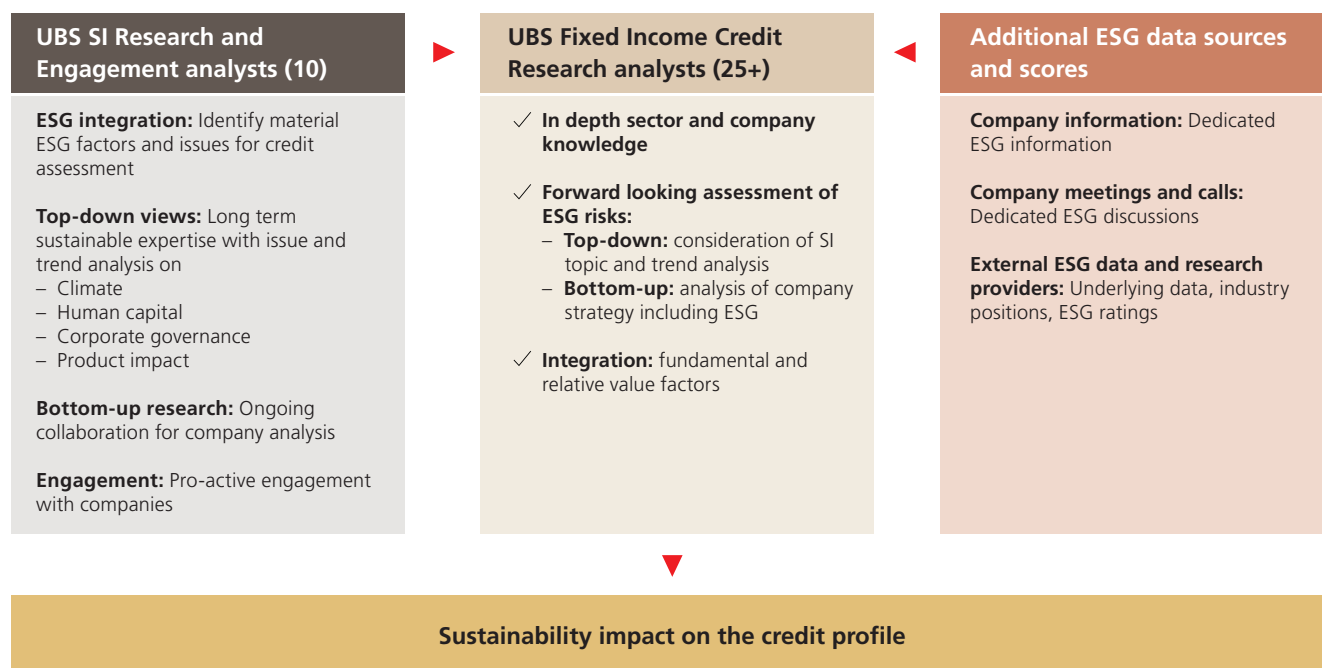 UBS SI Research and
Engagement analysts (10)
ESG integration: Identify material
ESG factors and issues for credit
assessment
Top-down views: Long term
sustainable expertise with issue and
trend analysis on
– Climate
– Human capital
– Corporate governance
– Product impact
Bottom-up research: Ongoing
collaboration for company analysis
Engagement: Pro-active engagement
with companies
UBS Fixed Income Credit
Research analysts (25+)
✓ In depth sector and company
knowledge
✓ Forward looking assessment of
ESG risks:
– Top-down: consideration of SI
topic and trend analysis
– Bottom-up: analysis of company
strategy including ESG
✓ Integration: fundamental and
relative value factors
Additional ESG data sources
and scores
Company information: Dedicated
ESG information
Company meetings and calls:
Dedicated ESG discussions
External ESG data and research
providers: Underlying data, industry
positions, ESG ratings
Sustainability impact on the credit profile